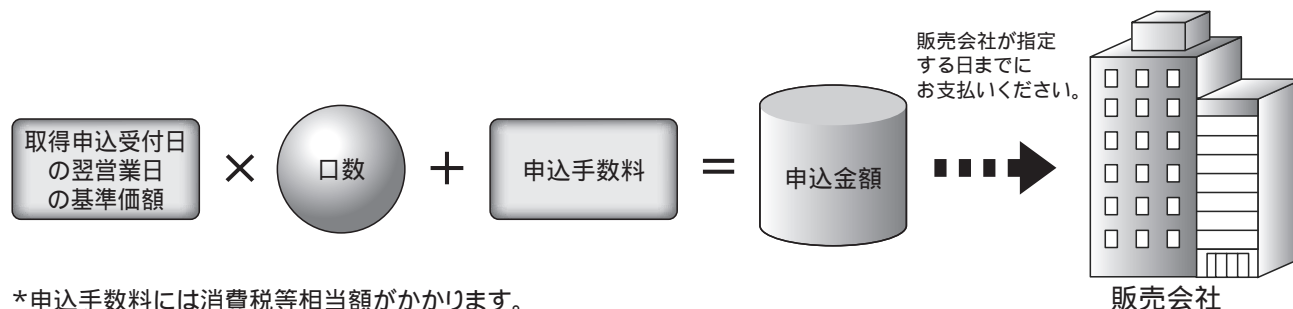 販売会社が指定
する日までに
お支払いください。
取得申込受付日
の翌営業日
の基準価額
×
口数
+
申込手数料
=
申込金額
*申込手数料には消費税等相当額がかかります。
販売会社